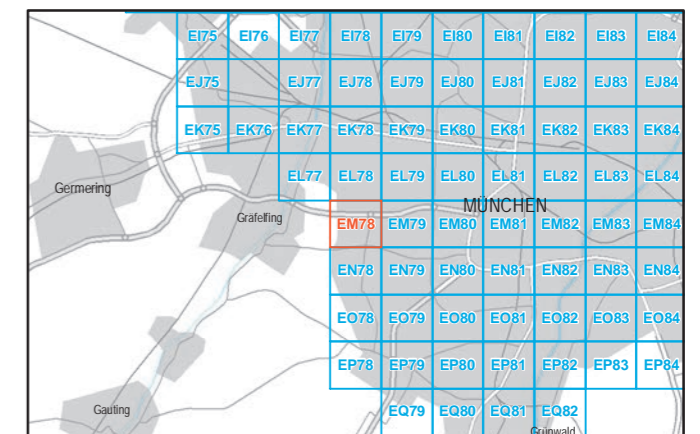 EI75 EI76 EI77 EI78 EI79 EI80 EI81 EI82 EI83 EI84
EJ75 EJ77 EJ78 EJ79 EJ80 EJ81 EJ82 EJ83 EJ84
EK75 EK76 EK77 EK78 EK79 EK80 EK81 EK82 EK83 EK84
EL77 EL78 EL79 EL80 EL81 EL82 EL83 EL84
Germering
MÜNCHEN
Gräfelfing
EM78 EM79 EM80 EM81 EM82 EM83 EM84
EN78 EN79 EN80 EN81 EN82 EN83 EN84
EO78 EO79 EO80 EO81 EO82 EO83 EO84
EP78 EP79 EP80 EP81 EP82 EP83 EP84
Gauting
EQ79 EQ80 EQ81 EQ82
Grünwald